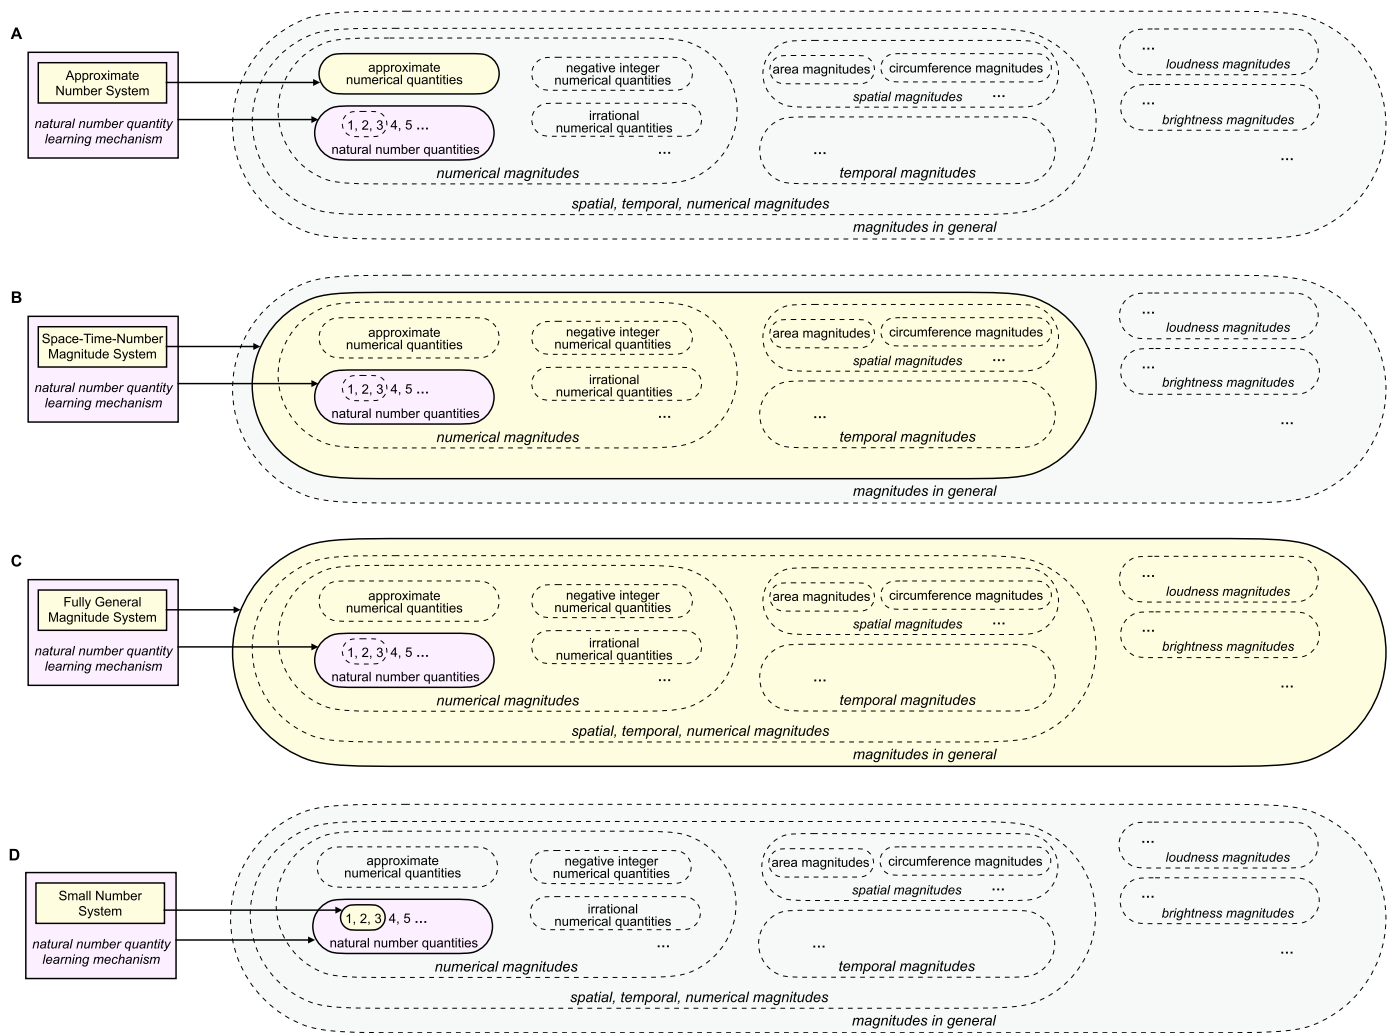 A
Approximate
Number System
natural number quantity
learning mechanism
approximate
numerical quantities
1, 2, 3 4, 5 ...
natural number quantities
negative integer
numerical quantities
irrational
numerical quantities
...
numerical magnitudes
area magnitudes
circumference magnitudes
spatial magnitudes
...
...
temporal magnitudes
spatial, temporal, numerical magnitudes
...
loudness magnitudes
...
brightness magnitudes
...
magnitudes in general
B
Space-Time-Number
Magnitude System
natural number quantity
learning mechanism
approximate
numerical quantities
1, 2, 3 4, 5 ...
natural number quantities
negative integer
numerical quantities
irrational
numerical quantities
...
numerical magnitudes
area magnitudes
circumference magnitudes
spatial magnitudes
...
...
temporal magnitudes
...
loudness magnitudes
...
brightness magnitudes
...
magnitudes in general
C
Fully General
Magnitude System
natural number quantity
learning mechanism
approximate
numerical quantities
1, 2, 3 4, 5 ...
natural number quantities
negative integer
numerical quantities
irrational
numerical quantities
...
numerical magnitudes
area magnitudes
circumference magnitudes
spatial magnitudes
...
...
temporal magnitudes
spatial, temporal, numerical magnitudes
...
loudness magnitudes
...
brightness magnitudes
...
magnitudes in general
D
Small Number
System
natural number quantity
learning mechanism
approximate
numerical quantities
1, 2, 3 4, 5 ...
natural number quantities
negative integer
numerical quantities
irrational
numerical quantities
...
numerical magnitudes
area magnitudes
circumference magnitudes
spatial magnitudes
...
...
temporal magnitudes
spatial, temporal, numerical magnitudes
...
loudness magnitudes
...
brightness magnitudes
...
magnitudes in general